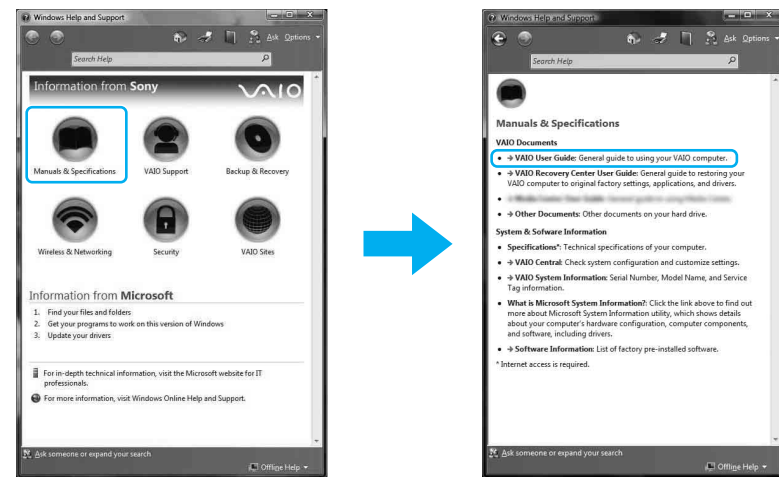 Windows Help and Support
Ask Options
Search Help
Information from Sony
VAIO
Manuals & Specifications
VAIO Support
Backup & Recovery
Wireless & Networking
Security
VAIO Sites
Information from Microsoft
1. Find your files and folders
2. Get your programs to work on this version of Windows
3. Update your drivers
For in-depth technical information, visit the Microsoft website for IT
professionals.
For more information, visit Windows Online Help and Support.
Ask someone or expand your search
Offline Help
Windows Help and Support
Ask Options
Search Help
Manuals & Specifications
VAIO Documents
• → VAIO User Guide: General guide to using your VAIO computer.
• → VAIO Recovery Center User Guide: General guide to restoring your
VAIO computer to original factory settings, applications, and drivers.
• → Other Documents: Other documents on your hard drive.
System & Sofware Information
• Specifications*: Technical specifications of your computer.
• → VAIO Central: Check system configuration and customize settings.
• → VAIO System Information: Serial Number, Model Name, and Service
Tag information.
• What is Microsoft System Information?: Click the link above to find out
more about Microsoft System Information utility, which shows details
about your computer's hardware configuration, computer components,
and software, including drivers.
• → Software Information: List of factory pre-installed software.
* Internet access is required.
Ask someone or expand your search
Offline Help